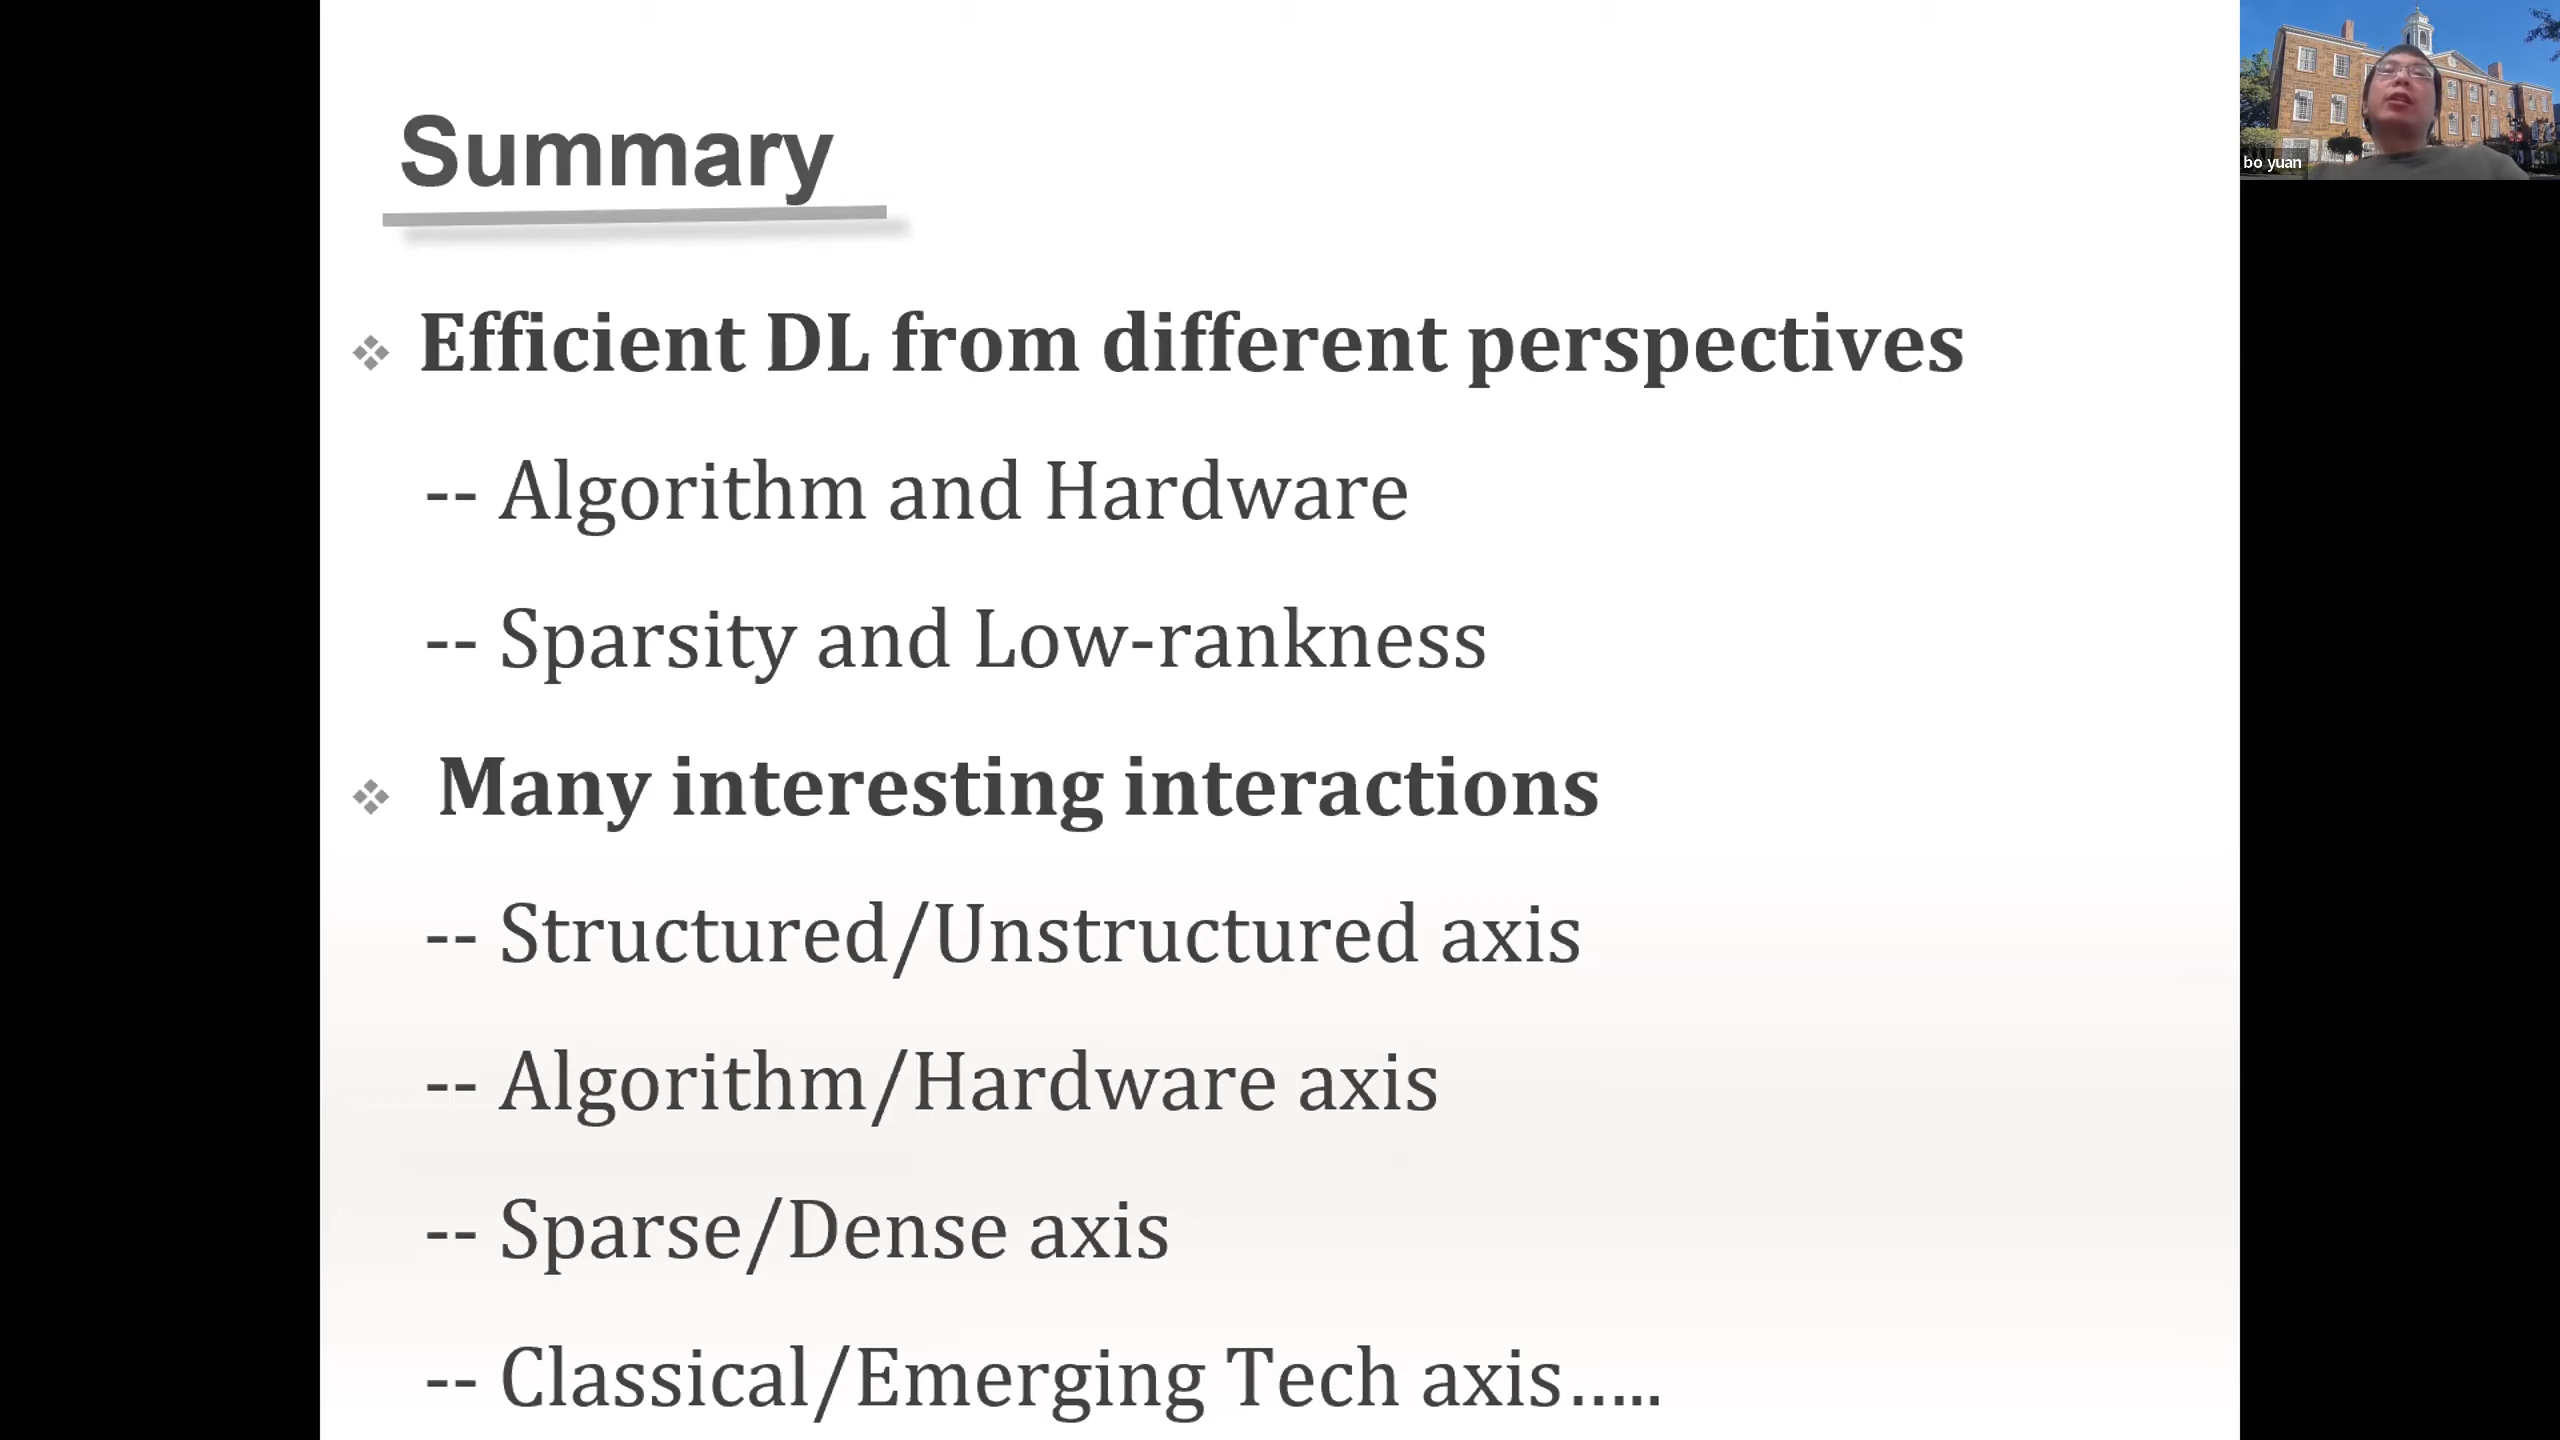 Summary
❖ Efficient DL from different perspectives
-- Algorithm and Hardware
-- Sparsity and Low-rankness
❖ Many interesting interactions
-- Structured/Unstructured axis
-- Algorithm/Hardware axis
-- Sparse/Dense axis
-- Classical/Emerging Tech axis.....
bo yuan